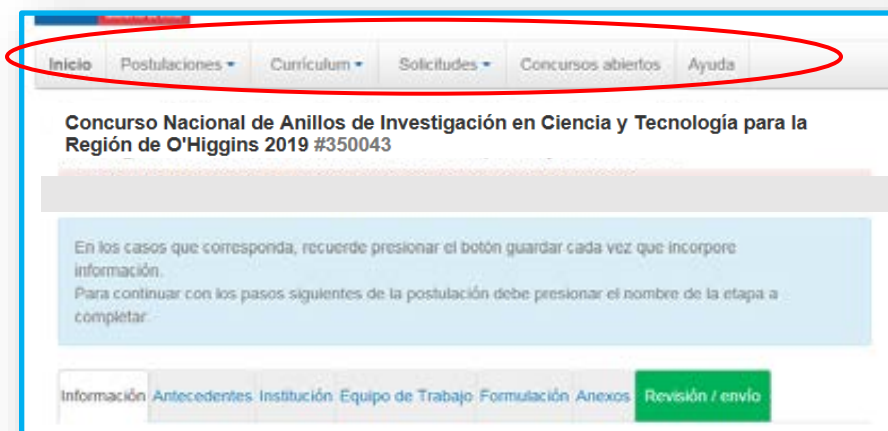 Inicio Postulaciones Currículum Solicitudes Concursos abiertos Ayuda
Concurso Nacional de Anillos de Investigación en Ciencia y Tecnología para la
Región de O'Higgins 2019 #350043
En los casos que corresponda, recuerde presionar el botón guardar cada vez que incorpore
información.
Para continuar con los pasos siguientes de la postulación debe presionar el nombre de la etapa a
completar.
Información Antecedentes Institución Equipo de Trabajo Formulación Anexos Revisión / envío